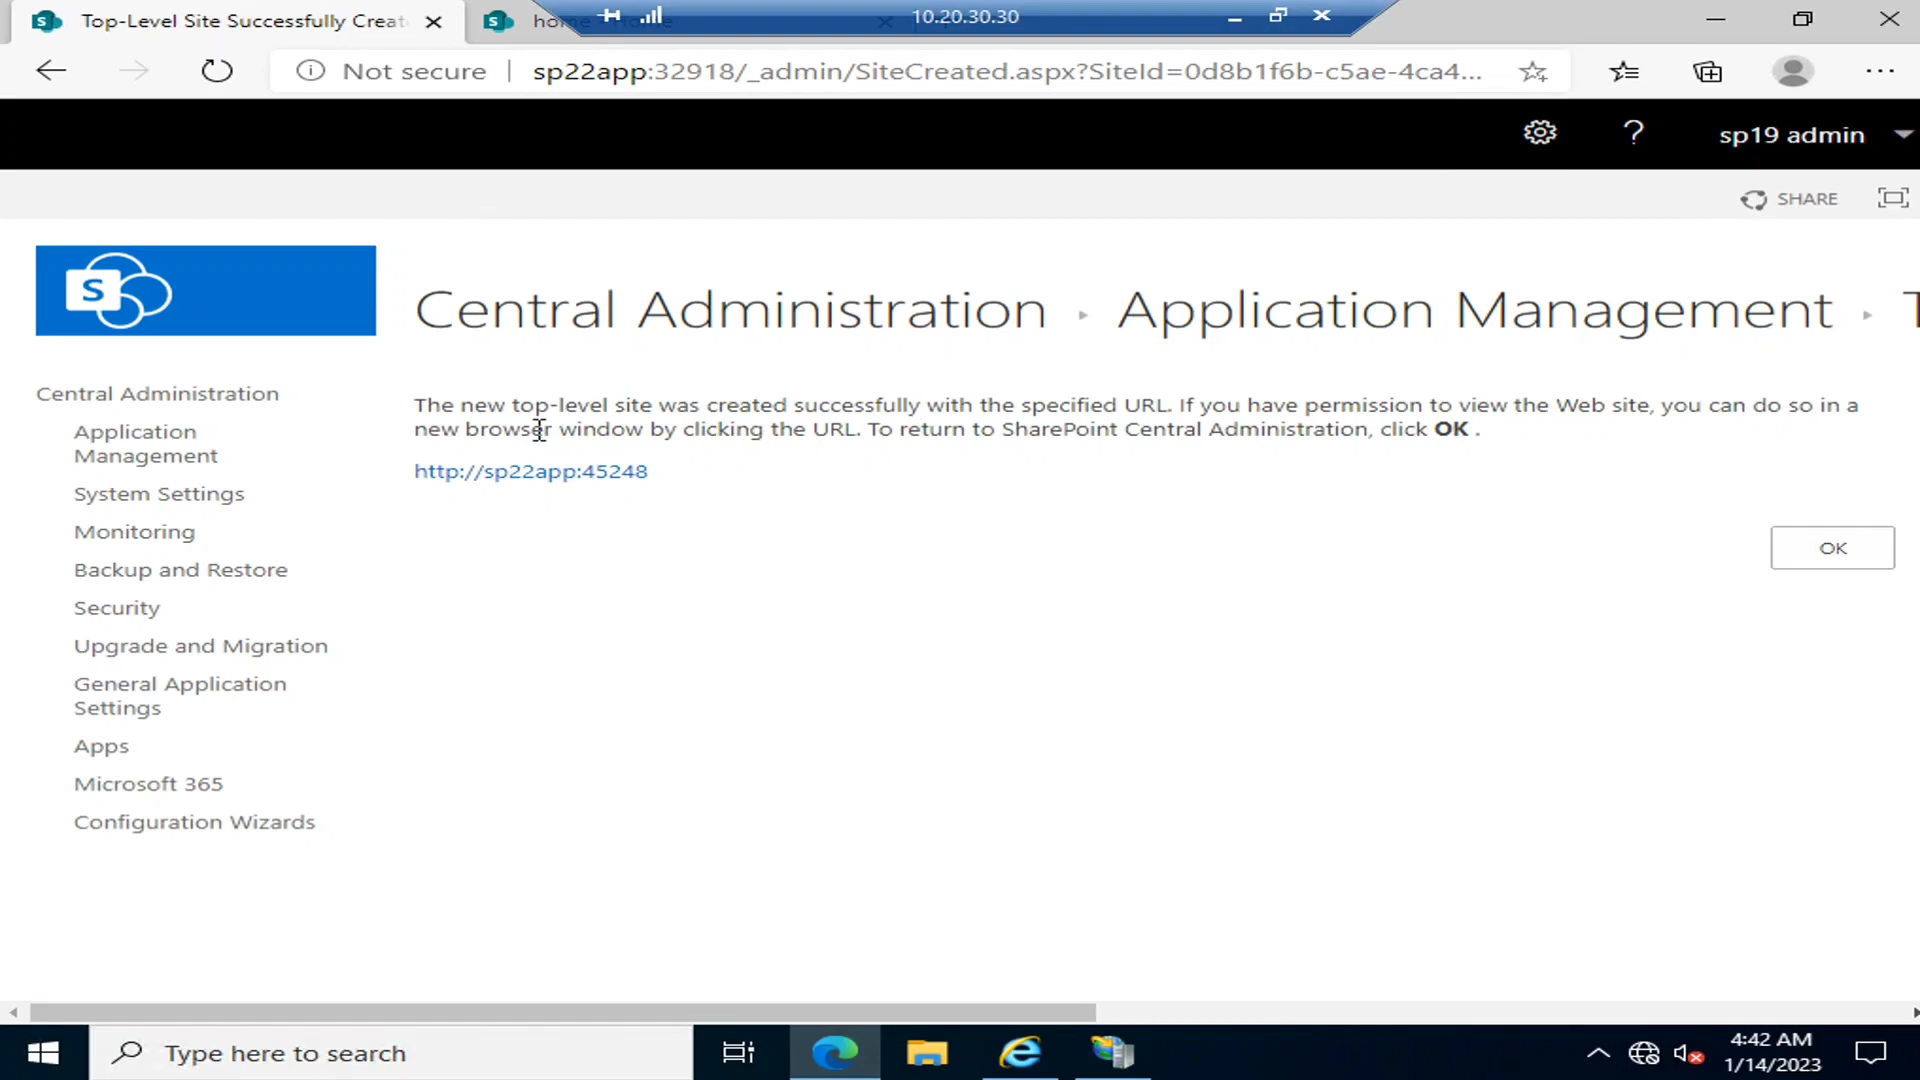 Top-Level Site Successfully Creat
hom
10.20.30.30
Not secure
sp22app:32918/_admin/SiteCreated.aspx?SiteId=0d8b1f6b-c5ae-4ca4...
sp19 admin
SHARE
S
Central Administration ▸ Application Management ▸ T
Central Administration
Application
Management
System Settings
Monitoring
Backup and Restore
Security
Upgrade and Migration
General Application
Settings
Apps
Microsoft 365
Configuration Wizards
The new top-level site was created successfully with the specified URL. If you have permission to view the Web site, you can do so in a
new browser window by clicking the URL. To return to SharePoint Central Administration, click OK .
http://sp22app:45248
OK
Type here to search
4:42 AM
1/14/2023